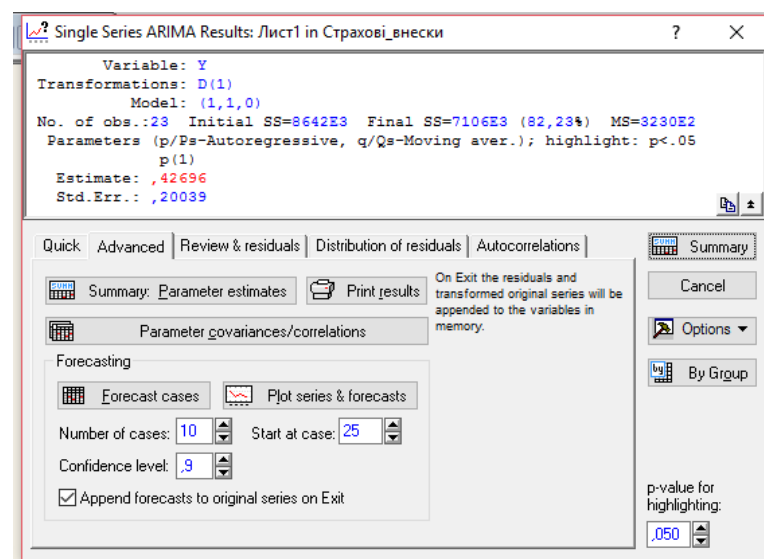 Single Series ARIMA Results: Лист1 in Страхові_внески ? ×
Variable: Y
Transformations: D(1)
Model: (1,1,0)
No. of obs.:23 Initial SS=8642E3 Final SS=7106E3 (82,23%) MS=3230E2
Parameters (p/Ps-Autoregressive, q/Qs-Moving aver.); highlight: p<.05
p(1)
Estimate: ,42696
Std.Err.: ,20039
Quick Advanced Review & residuals Distribution of residuals Autocorrelations
Summary
Summary: Parameter estimates
Print results
On Exit the residuals and
transformed original series will be
appended to the variables in
memory.
Cancel
Parameter covariances/correlations
Options
Forecasting
By Group
Forecast cases
Plot series & forecasts
Number of cases: 10 Start at case: 25
Confidence level: ,9
Append forecasts to original series on Exit
p-value for
highlighting:
,050